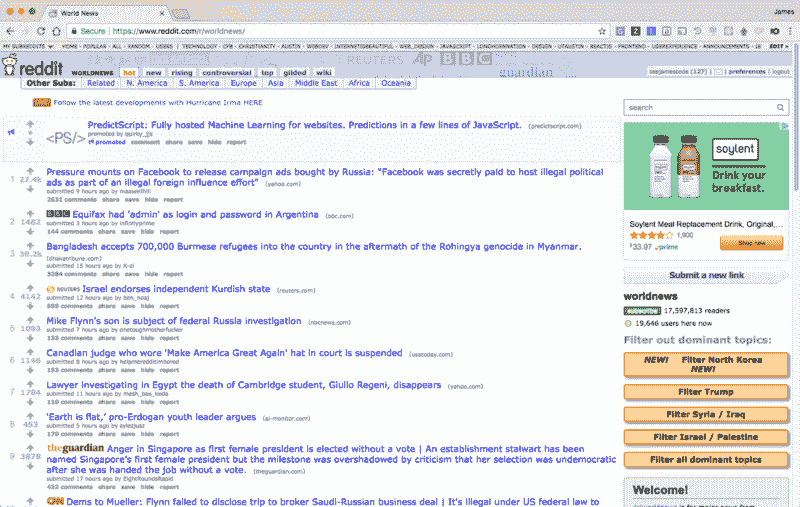 World News
James
Secure https://www.reddit.com/r/worldnews/
MY SUBREDDITS HOME - POPULAR - ALL - RANDOM - USERS | TECHNOLOGY - CFB - CHRISTIANITY - AUSTIN - WEBDEV - INTERNETISBEAUTIFUL - WEB_DESIGN - JAVASCRIPT - LONGHORNNATION - DESIGN - UTAUSTIN - REACTJS - FRONTEND - USEREXPERIENCE - ANNOUNCEMENTS EDIT
REUTERS AP BBC
reddit WORLDNEWS hot new rising controversial top gilded wiki theguardian
preferences | logout
Other Subs: Related N. America S. America Europe Asia Middle East Africa Oceania
Follow the latest developments with Hurricane Irma HERE
search
<PS/>
PredictScript: Fully hosted Machine Learning for websites. Predictions in a few lines of JavaScript. (predictscript.com)
promoted by
promoted comment share save hide report
1 27.4k Pressure mounts on Facebook to release campaign ads bought by Russia: “Facebook was secretly paid to host illegal political
ads as part of an illegal foreign influence effort” (yahoo.com)
submitted 9 hours ago by maxwellhill
2631 comments share save hide report
2 1482 BBC Equifax had 'admin' as login and password in Argentina (bbc.com)
submitted 3 hours ago by infinityprime
144 comments share save hide report
3 Bangladesh accepts 700,000 Burmese refugees into the country in the aftermath of the Rohingya genocide in Myanmar.
(dhakatribune.com)
submitted 15 hours ago by K-zi
3284 comments share save hide report
4 4142 REUTERS Israel endorses independent Kurdish state (reuters.com)
submitted 12 hours ago by ben_noaj
comments share save hide report
5 1093 Mike Flynn's son is subject of federal Russia investigation (nbcnews.com)
submitted 7 hours ago by onetoughmotherfucker
133 comments share save hide report
6 1146 Canadian judge who wore 'Make America Great Again' hat in court is suspended (usatoday.com)
submitted 8 hours ago by helpmeredditimbored
183 comments share save hide report
7 1784 Lawyer investigating in Egypt the death of Cambridge student, Giulio Regeni, disappears (yahoo.com)
submitted 11 hours ago by mesh_bas_keda
110 comments share save hide report
8 453 'Earth is flat,' pro-Erdogan youth leader argues (al-monitor.com)
submitted 6 hours ago by sylezjusz
170 comments share save hide report
9 3878 theguardian Anger in Singapore as first female president is elected without a vote | An establishment stalwart has been
named Singapore's first female president but the milestone was overshadowed by criticism that her selection was undemocratic
after she was handed the job without a vote. (theguardian.com)
submitted 17 hours ago by EightRoundsRapid
433 comments share save hide report
CNN Dems to Mueller: Flynn failed to disclose trip to broker Saudi-Russian business deal | It's illegal under US federal law to
soylent
Drink your
breakfast.
Soylent Meal Replacement Drink, Original,...
1,900
$33.97 prime
Shop now
Submit a new link
worldnews
17,597,813 readers
19,646 users here now
Filter out dominant topics:
NEW! Filter North Korea
NEW!
Filter Trump
Filter Syria / Iraq
Filter Israel / Palestine
Filter all dominant topics
Welcome!